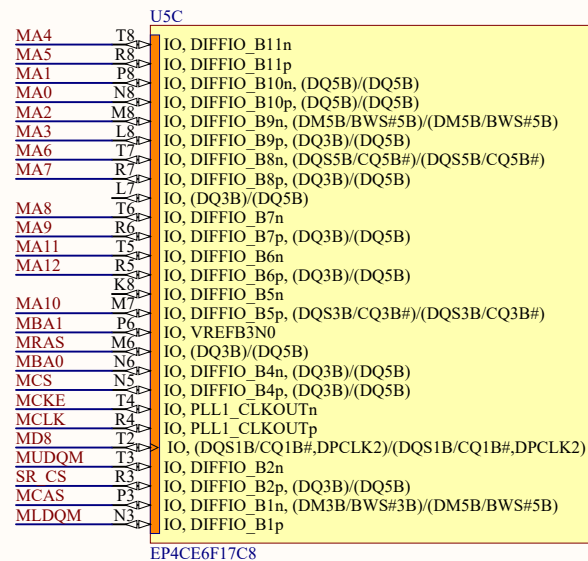 U5C
MA4 T8 IO, DIFFIO_B11n
MA5 R8 IO, DIFFIO_B11p
MA1 P8 IO, DIFFIO_B10n, (DQ5B)/(DQ5B)
MA0 N8 IO, DIFFIO_B10p, (DQ5B)/(DQ5B)
MA2 M8 IO, DIFFIO_B9n, (DM5B/BWS#5B)/(DM5B/BWS#5B)
MA3 L8 IO, DIFFIO_B9p, (DQ3B)/(DQ5B)
MA6 T7 IO, DIFFIO_B8n, (DQS5B/CQ5B#)/(DQS5B/CQ5B#)
MA7 R7 IO, DIFFIO_B8p, (DQ3B)/(DQ5B)
L7 IO, (DQ3B)/(DQ5B)
MA8 T6 IO, DIFFIO_B7n
MA9 R6 IO, DIFFIO_B7p, (DQ3B)/(DQ5B)
MA11 T5 IO, DIFFIO_B6n
MA12 R5 IO, DIFFIO_B6p, (DQ3B)/(DQ5B)
K8 IO, DIFFIO_B5n
MA10 M7 IO, DIFFIO_B5p, (DQS3B/CQ3B#)/(DQS3B/CQ3B#)
MBA1 P6 IO, VREFB3N0
MRAS M6 IO, (DQ3B)/(DQ5B)
MBA0 N6 IO, DIFFIO_B4n, (DQ3B)/(DQ5B)
MCS N5 IO, DIFFIO_B4p, (DQ3B)/(DQ5B)
MCKE T4 IO, PLL1_CLKOUTn
MCLK R4 IO, PLL1_CLKOUTp
MD8 T2 IO, (DQS1B/CQ1B#,DPCLK2)/(DQS1B/CQ1B#,DPCLK2)
MUDQM T3 IO, DIFFIO_B2n
SR_CS R3 IO, DIFFIO_B2p, (DQ3B)/(DQ5B)
MCAS P3 IO, DIFFIO_B1n, (DM3B/BWS#3B)/(DM5B/BWS#5B)
MLDQM N3 IO, DIFFIO_B1p
EP4CE6F17C8